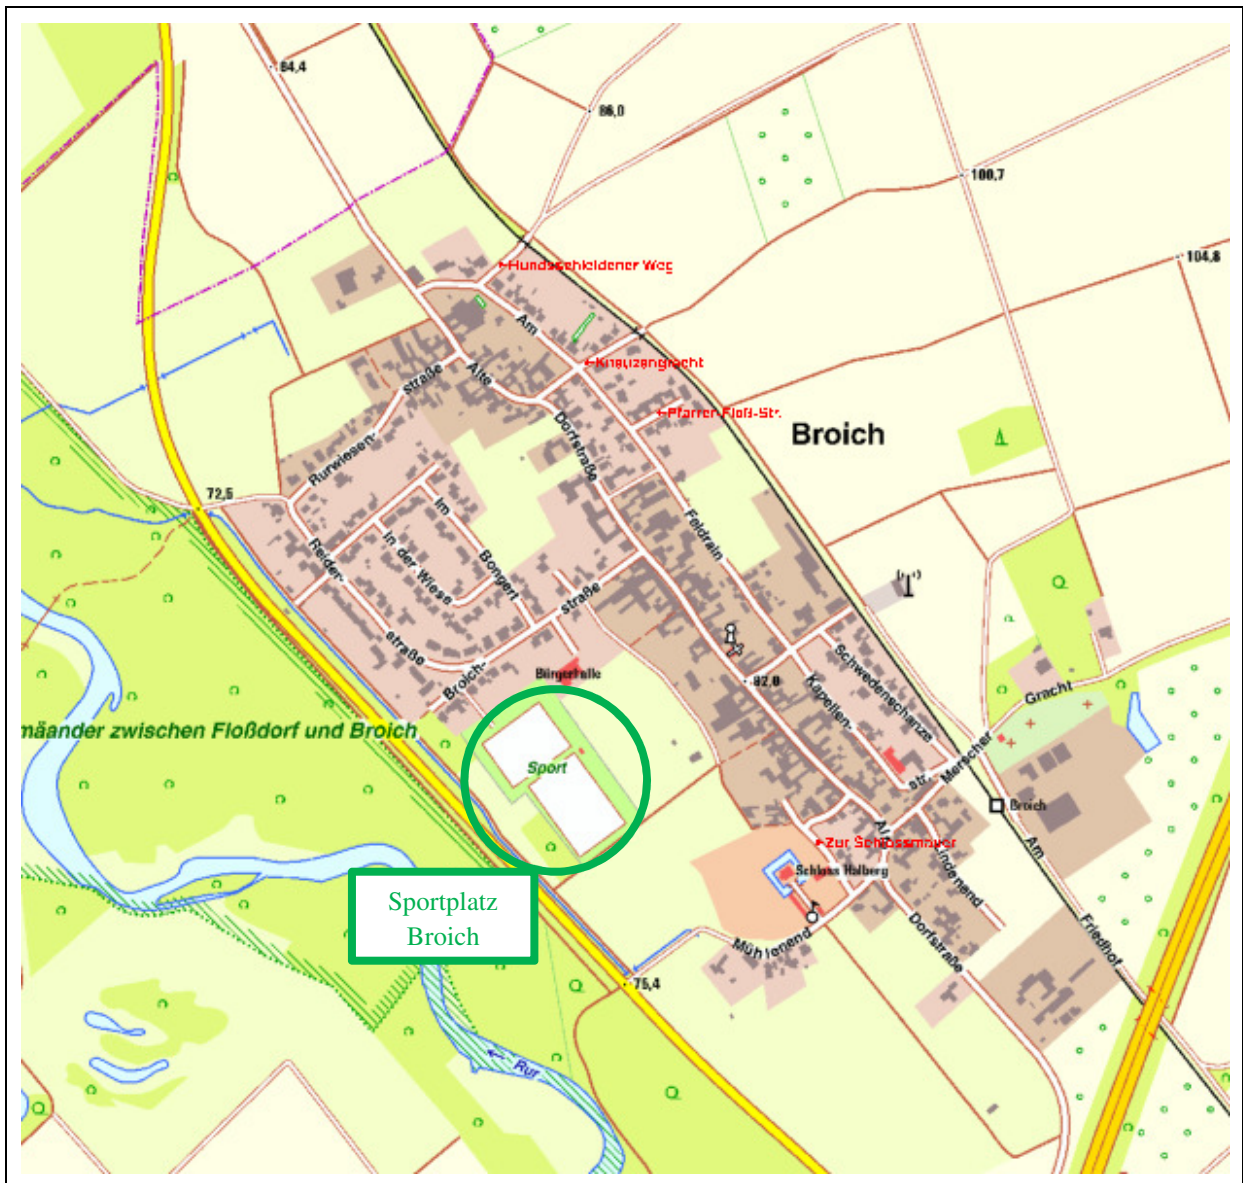 84,4
86,0
100,7
104,8
Hundsschleidener Weg
Am
Kreuzengracht
straße
Alte
Pfarrer-Floß-Str.
Broich
Dorfstraße
Rurwiesen-
72,5
Im
Feldrain
In der Wiese
Reider-
Bongert
straße
straße
Schwedenschanze
Bürgerhalle
Broich-
82,0
Kapellen-
Gracht
mäander zwischen Floßdorf und Broich
Merscher
Sport
str.
Broich
Alte
Am
Zur Schlossmauer
Lindenend
Schloss Halberg
Sportplatz
Broich
Mühlenend
Dorfstraße
Friedhof
75,4
Rur